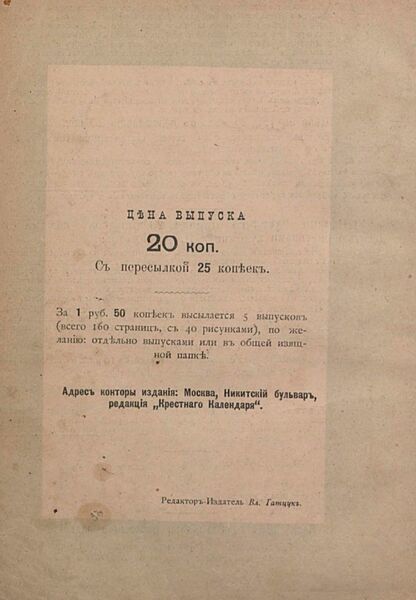 ЦѢНА ВЫПУСКА
20 КОП.
Съ пересылкой 25 копѣекъ.
За 1 руб. 50 копѣекъ высылается 5 выпусковъ
(всего 160 страницъ, съ 40 рисунками), по же-
ланію: отдѣльно выпусками или въ общей изящ-
ной папкѣ.
Адресъ конторы изданія: Москва, Никитскій бульваръ,
редакція „Крестнаго Календаря“.
Редакторъ-Издатель Вл. Гатцукъ.